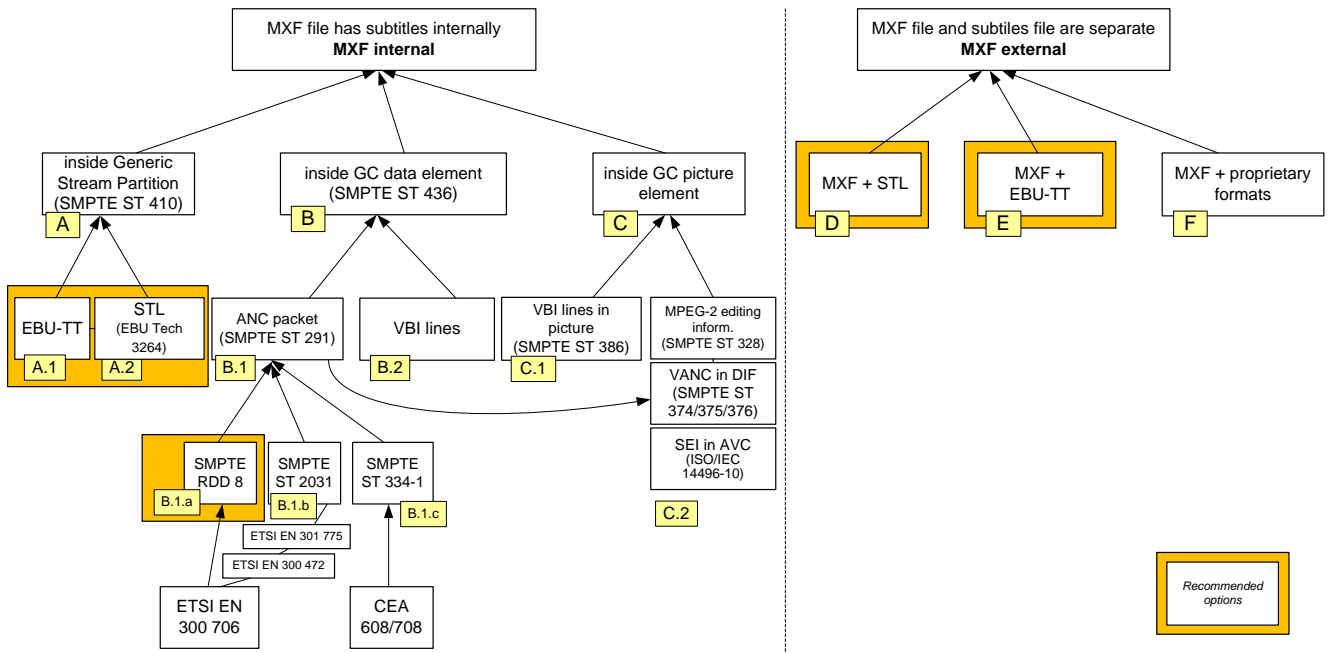 MXF file has subtitles internally
MXF internal
MXF file and subtiles file are separate
MXF external
inside Generic
Stream Partition
(SMPTE ST 410)
A
inside GC data element
(SMPTE ST 436)
B
inside GC picture
element
C
MXF + STL
D
MXF +
EBU-TT
E
MXF + proprietary
formats
F
EBU-TT
A.1
STL
(EBU Tech
3264)
A.2
ANC packet
(SMPTE ST 291)
B.1
VBI lines
B.2
VBI lines in
picture
(SMPTE ST 386)
C.1
MPEG-2 editing
inform.
(SMPTE ST 328)
VANC in DIF
(SMPTE ST
374/375/376)
SEI in AVC
(ISO/IEC
14496-10)
C.2
SMPTE
RDD 8
B.1.a
SMPTE
ST 2031
B.1.b
SMPTE
ST 334-1
B.1.c
ETSI EN 301 775
ETSI EN 300 472
ETSI EN
300 706
CEA
608/708
Recommended
options